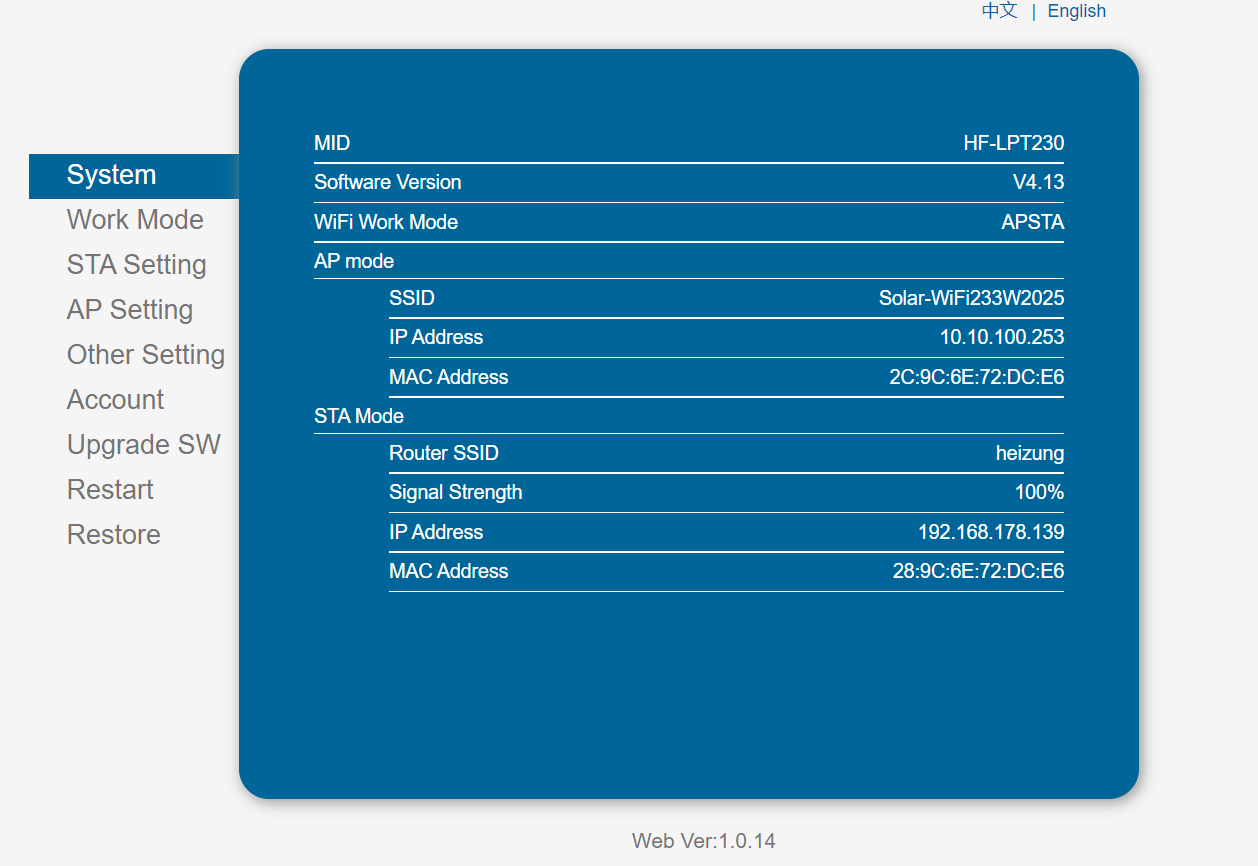 中文 | English
System
Work Mode
STA Setting
AP Setting
Other Setting
Account
Upgrade SW
Restart
Restore
MID HF-LPT230
Software Version V4.13
WiFi Work Mode APSTA
AP mode
SSID Solar-WiFi233W2025
IP Address 10.10.100.253
MAC Address 2C:9C:6E:72:DC:E6
STA Mode
Router SSID heizung
Signal Strength 100%
IP Address 192.168.178.139
MAC Address 28:9C:6E:72:DC:E6
Web Ver:1.0.14